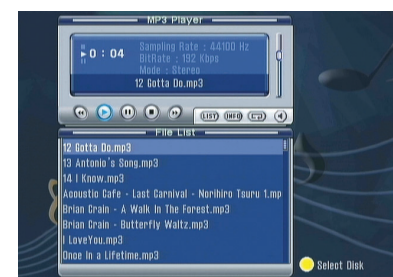 MP3 Player
0 : 04
Sampling Rate : 44100 Hz
BitRate : 192 Kbps
Mode : Stereo
12 Gotta Do.mp3
LIST INFO
File List
12 Gotta Do.mp3
13 Antonio's Song.mp3
14 I Know.mp3
Acoustic Cafe - Last Carnival - Norihiro Tsuru 1.mp
Brian Crain - A Walk In The Forest.mp3
Brian Crain - Butterfly Waltz.mp3
I LoveYou.mp3
Once In a Lifetime.mp3
Select Disk